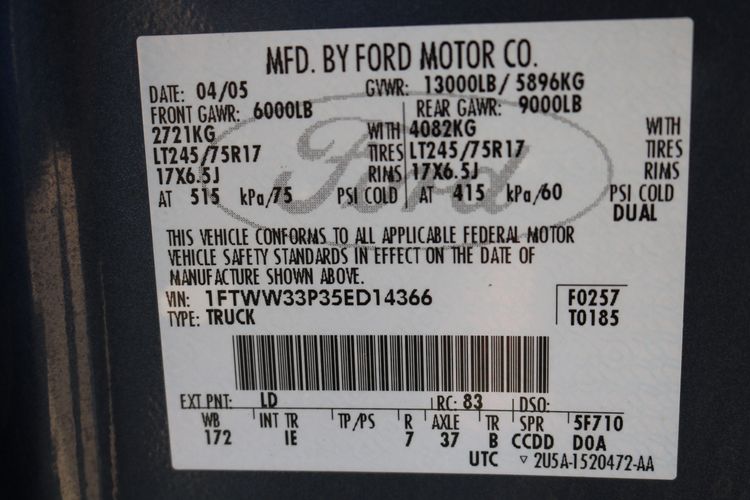 MFD. BY FORD MOTOR CO.
DATE: 04/05 GVWR: 13000LB/ 5896KG
FRONT GAWR: 6000LB REAR GAWR: 9000LB
2721KG WITH 4082KG WITH
LT245/75R17 TIRES LT245/75R17 TIRES
17X6.5J RIMS 17X6.5J RIMS
AT 515 kPa/75 PSI COLD AT 415 kPa/60 PSI COLD
DUAL
Ford
THIS VEHICLE CONFORMS TO ALL APPLICABLE FEDERAL MOTOR
VEHICLE SAFETY STANDARDS IN EFFECT ON THE DATE OF
MANUFACTURE SHOWN ABOVE.
VIN: 1FTWW33P35ED14366 F0257
TYPE: TRUCK T0185
EXT PNT: LD RC: 83 DSO:
WB INT TR TP/PS R AXLE TR SPR 5F710
172 IE 7 37 B CCDD DOA
UTC ▽ 2U5A-1520472-AA